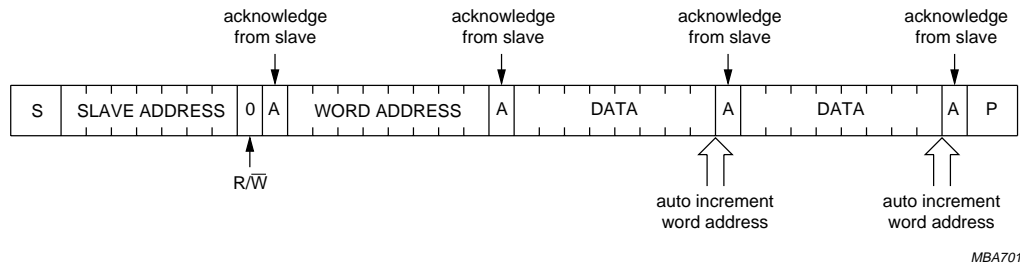 acknowledge from slave
acknowledge from slave
acknowledge from slave
acknowledge from slave
S SLAVE ADDRESS 0 A WORD ADDRESS A DATA A DATA A P
R/W̅
auto increment word address
auto increment word address
MBA701